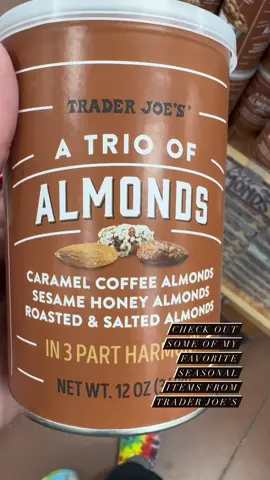 TRADER JOE'S
A TRIO OF
ALMONDS
CARAMEL COFFEE ALMONDS
SESAME HONEY ALMONDS
ROASTED & SALTED ALMONDS
IN 3 PART
NET WT. 12 OZ
CHECK OUT
SOME OF MY
FAVORITE
SEASONAL
ITEMS FROM
TRADER JOE'S